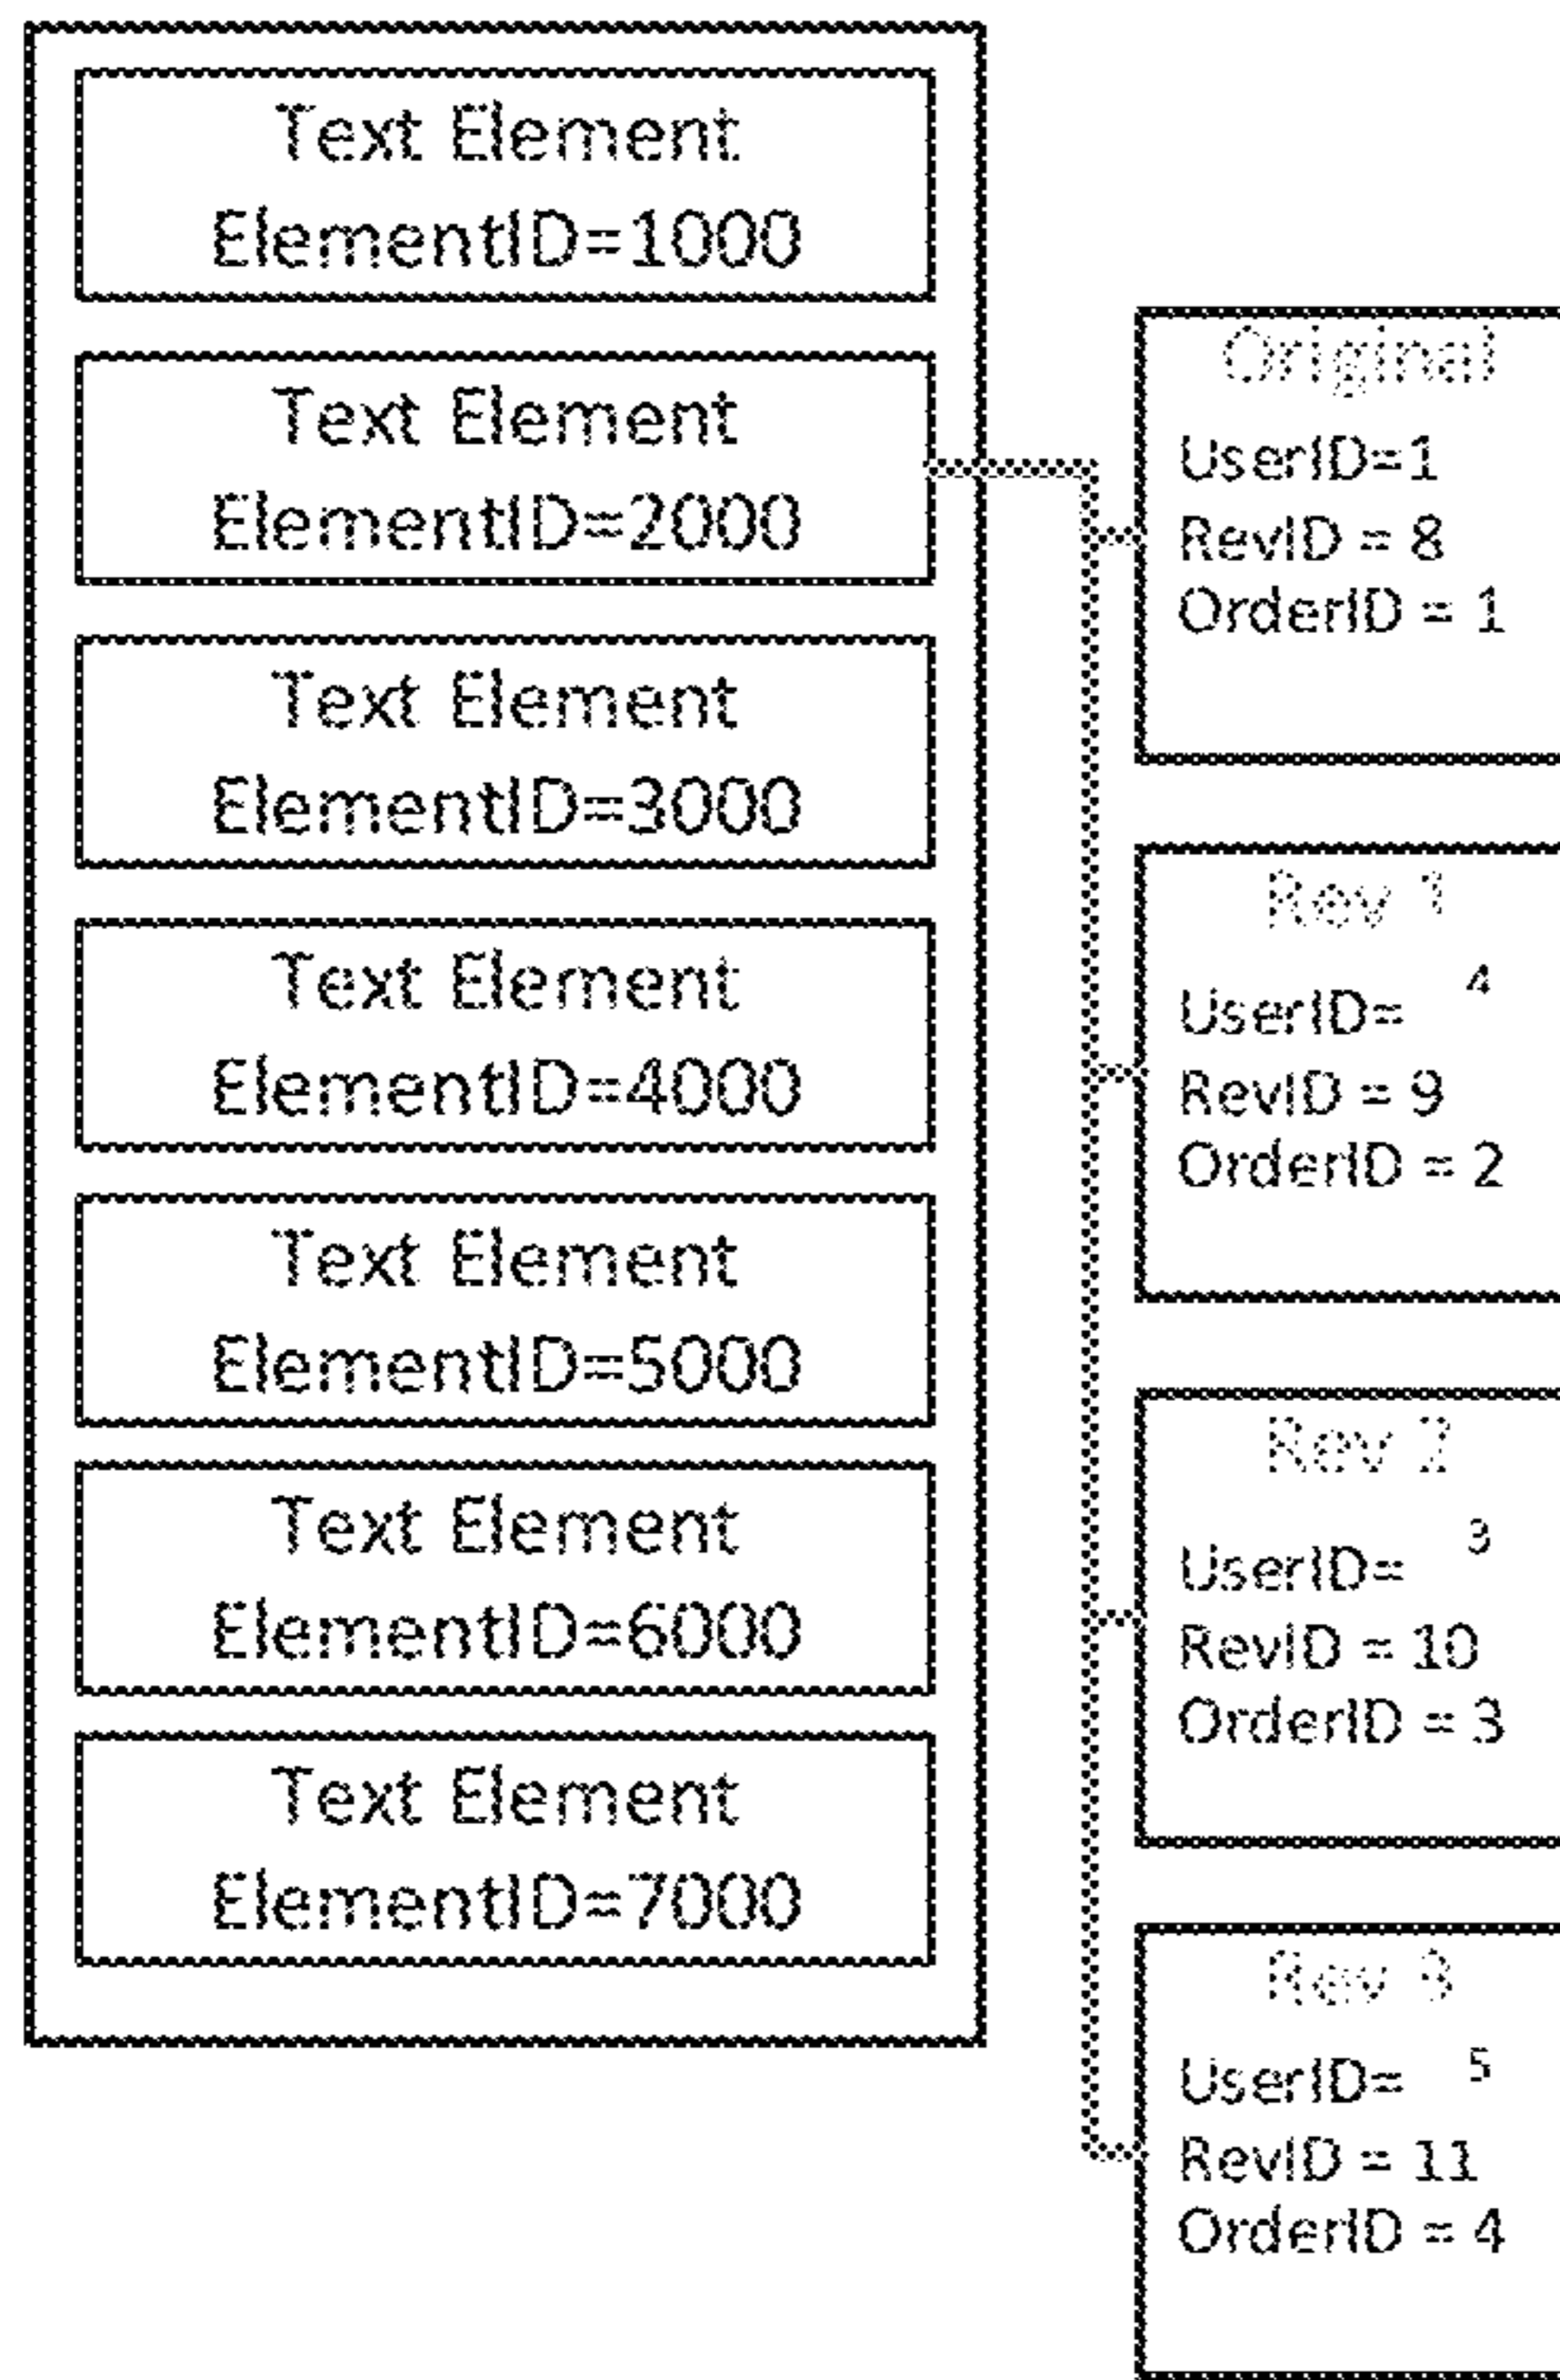 Text Element
ElementID=1000
Text Element
ElementID=2000
Text Element
ElementID=3000
Text Element
ElementID=4000
Text Element
ElementID=5000
Text Element
ElementID=6000
Text Element
ElementID=7000
Original
UserID=1
RevID = 8
OrderID = 1
Rev 1
UserID= 4
RevID = 9
OrderID = 2
Rev 2
UserID= 3
RevID = 10
OrderID = 3
Rev 3
UserID= 5
RevID = 11
OrderID = 4